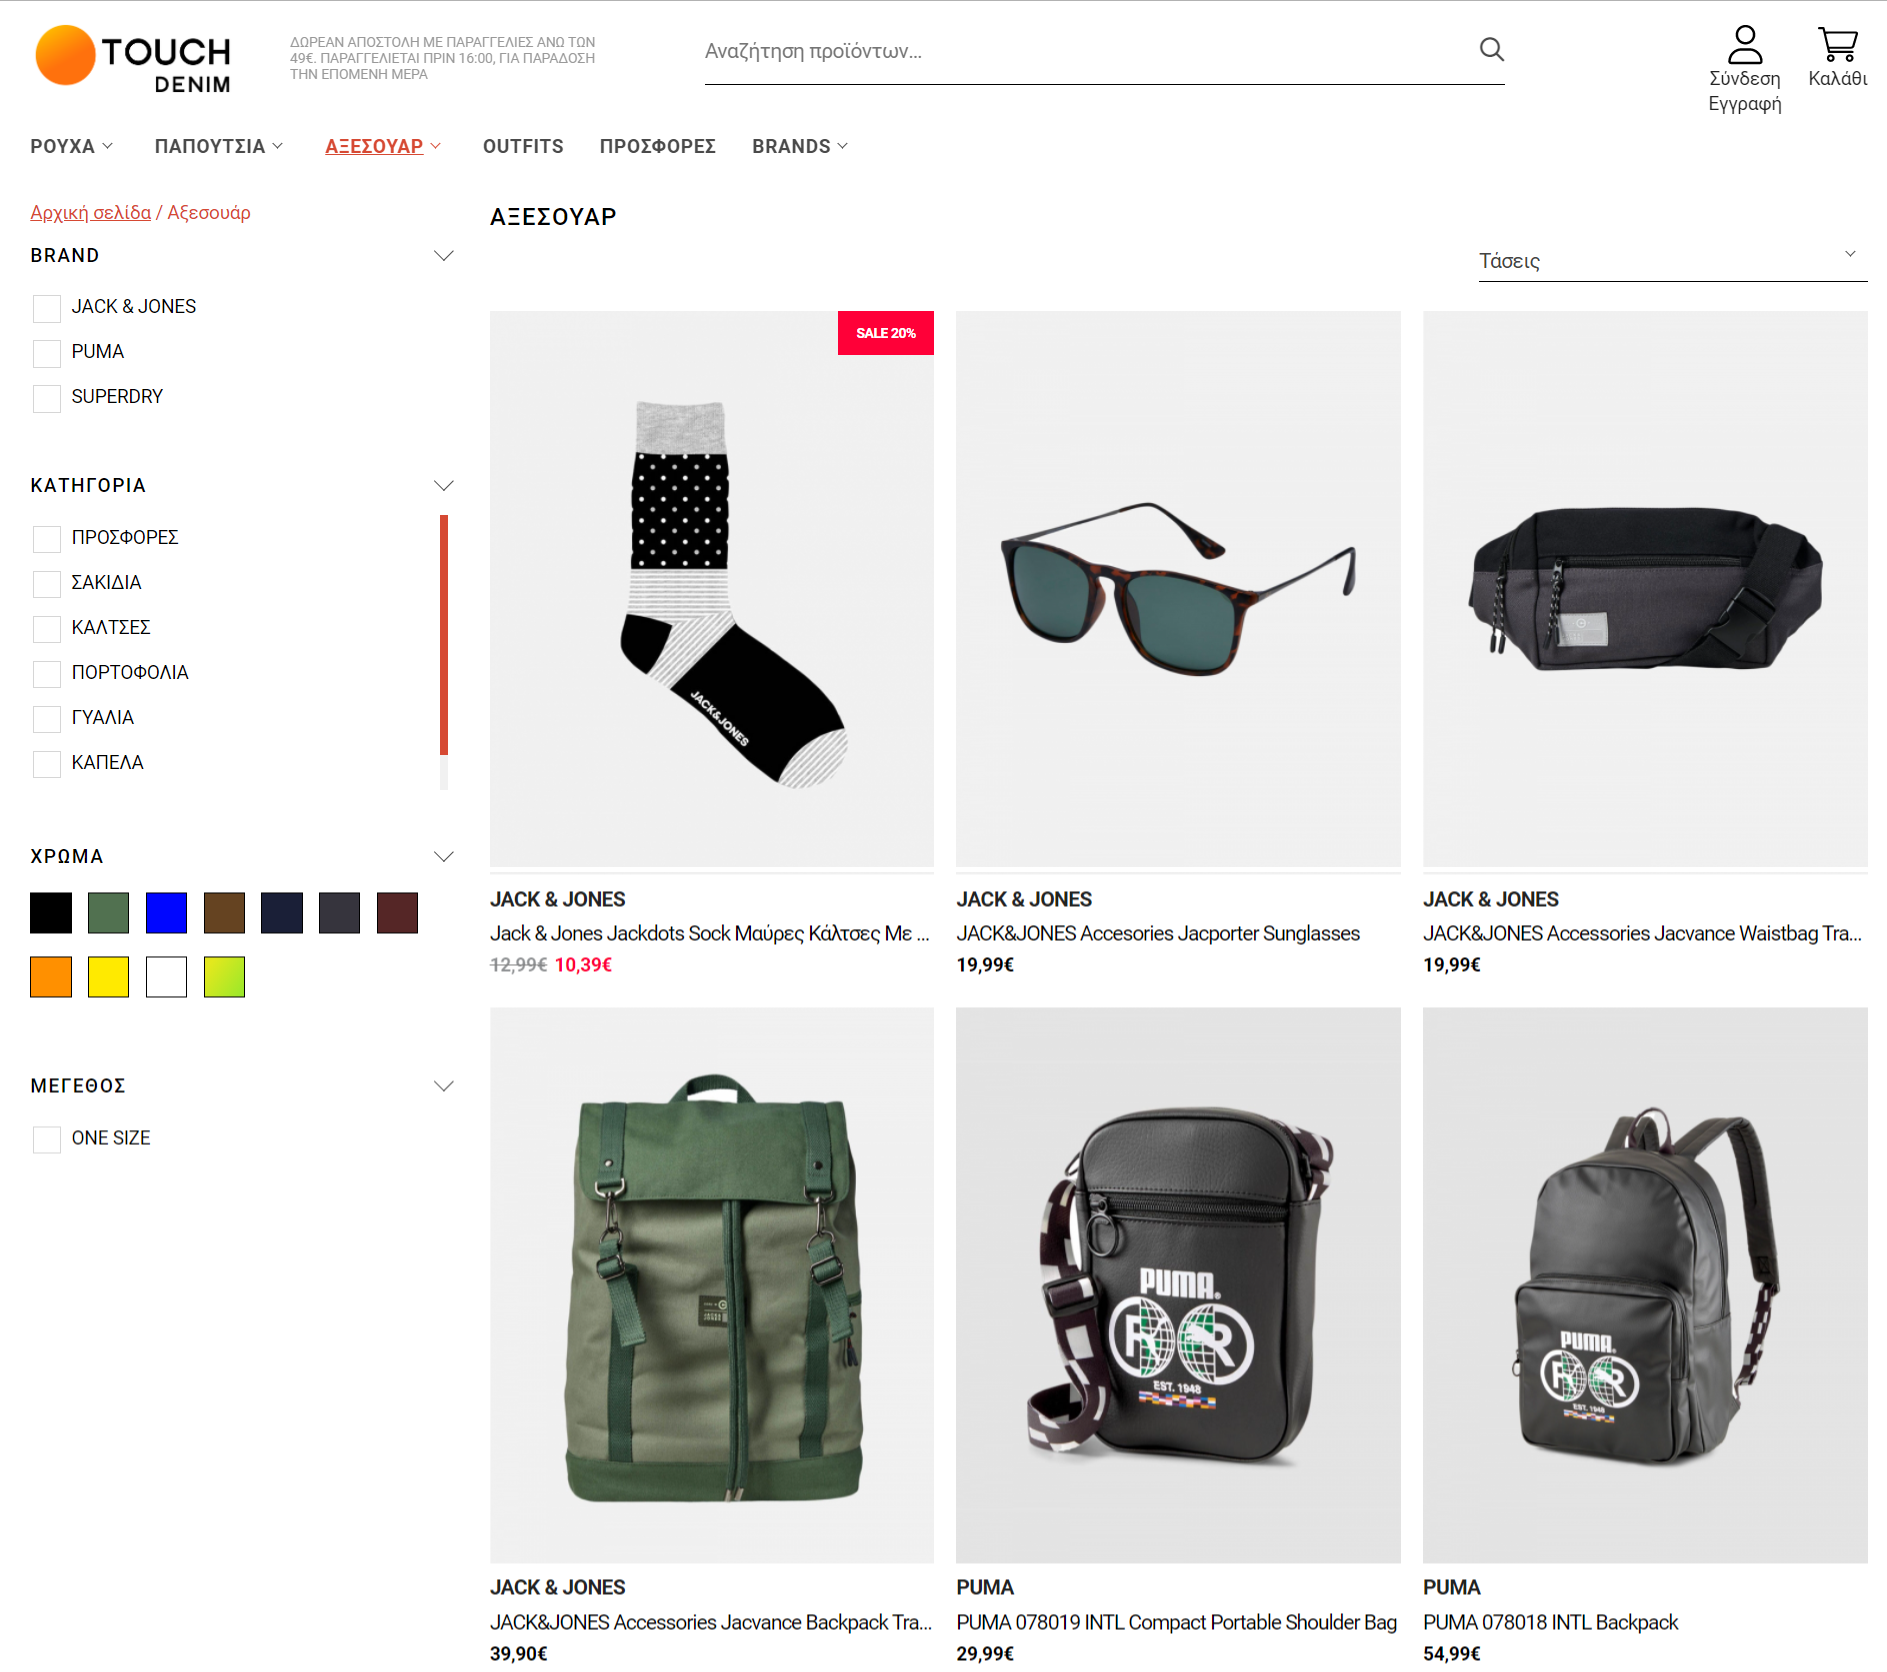 TOUCH
DENIM
ΔΩΡΕΑΝ ΑΠΟΣΤΟΛΗ ΜΕ ΠΑΡΑΓΓΕΛΙΕΣ ΑΝΩ ΤΩΝ
49€. ΠΑΡΑΓΓΕΛΙΕΤΑΙ ΠΡΙΝ 16:00, ΓΙΑ ΠΑΡΑΔΟΣΗ
ΤΗΝ ΕΠΟΜΕΝΗ ΜΕΡΑ
Αναζήτηση προϊόντων...
Σύνδεση
Εγγραφή
Καλάθι
ΡΟΥΧΑ
ΠΑΠΟΥΤΣΙΑ
ΑΞΕΣΟΥΑΡ
OUTFITS
ΠΡΟΣΦΟΡΕΣ
BRANDS
Αρχική σελίδα / Αξεσουάρ
BRAND
JACK & JONES
PUMA
SUPERDRY
ΚΑΤΗΓΟΡΙΑ
ΠΡΟΣΦΟΡΕΣ
ΣΑΚΙΔΙΑ
ΚΑΛΤΣΕΣ
ΠΟΡΤΟΦΟΛΙΑ
ΓΥΑΛΙΑ
ΚΑΠΕΛΑ
ΧΡΩΜΑ
ΜΕΓΕΘΟΣ
ONE SIZE
ΑΞΕΣΟΥΑΡ
Τάσεις
SALE 20%
JACK&JONES
JACK & JONES
Jack & Jones Jackdots Sock Μαύρες Κάλτσες Με ...
12,99€ 10,39€
JACK & JONES
JACK&JONES Accesories Jacporter Sunglasses
19,99€
JACK & JONES
JACK&JONES Accessories Jacvance Waistbag Tra...
19,99€
JACK & JONES
JACK&JONES Accessories Jacvance Backpack Tra...
39,90€
PUMA
EST. 1948
PUMA
PUMA 078019 INTL Compact Portable Shoulder Bag
29,99€
PUMA
EST. 1948
PUMA
PUMA 078018 INTL Backpack
54,99€